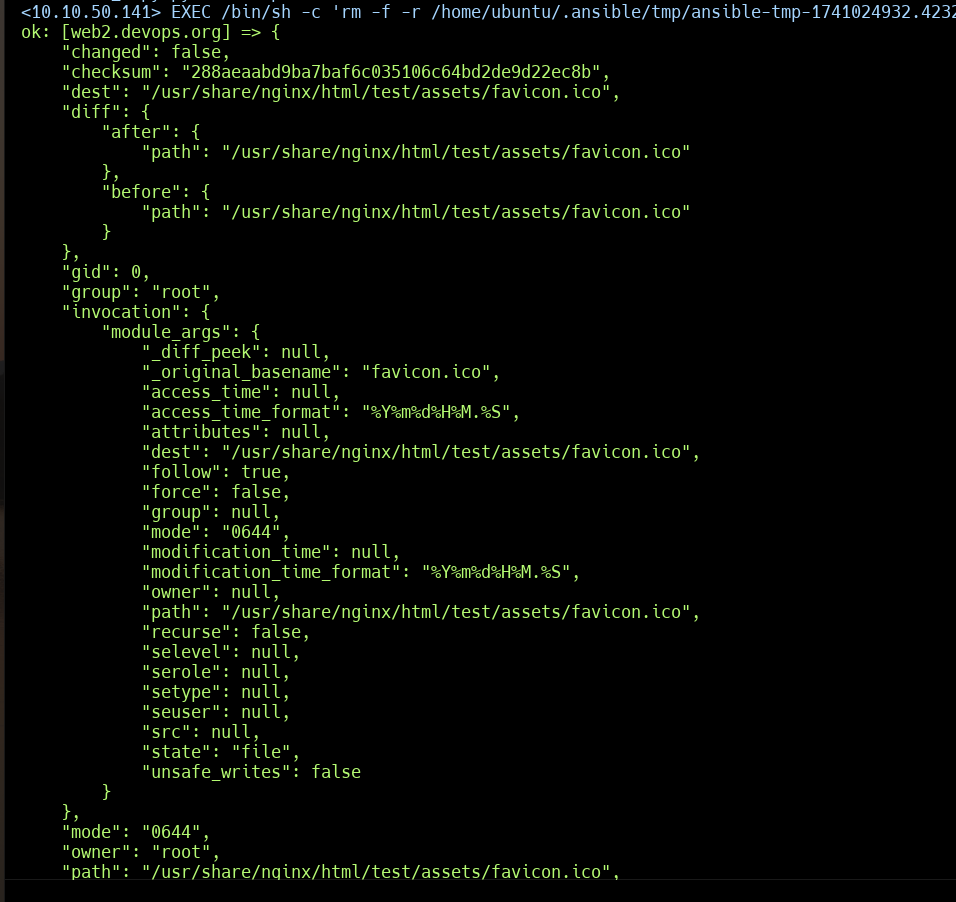 <10.10.50.141> EXEC /bin/sh -c 'rm -f -r /home/ubuntu/.ansible/tmp/ansible-tmp-1741024932.4232
ok: [web2.devops.org] => {
    "changed": false,
    "checksum": "288aeaabd9ba7baf6c035106c64bd2de9d22ec8b",
    "dest": "/usr/share/nginx/html/test/assets/favicon.ico",
    "diff": {
        "after": {
            "path": "/usr/share/nginx/html/test/assets/favicon.ico"
        },
        "before": {
            "path": "/usr/share/nginx/html/test/assets/favicon.ico"
        }
    },
    "gid": 0,
    "group": "root",
    "invocation": {
        "module_args": {
            "_diff_peek": null,
            "_original_basename": "favicon.ico",
            "access_time": null,
            "access_time_format": "%Y%m%d%H%M.%S",
            "attributes": null,
            "dest": "/usr/share/nginx/html/test/assets/favicon.ico",
            "follow": true,
            "force": false,
            "group": null,
            "mode": "0644",
            "modification_time": null,
            "modification_time_format": "%Y%m%d%H%M.%S",
            "owner": null,
            "path": "/usr/share/nginx/html/test/assets/favicon.ico",
            "recurse": false,
            "selevel": null,
            "serole": null,
            "setype": null,
            "seuser": null,
            "src": null,
            "state": "file",
            "unsafe_writes": false
        }
    },
    "mode": "0644",
    "owner": "root",
    "path": "/usr/share/nginx/html/test/assets/favicon.ico",